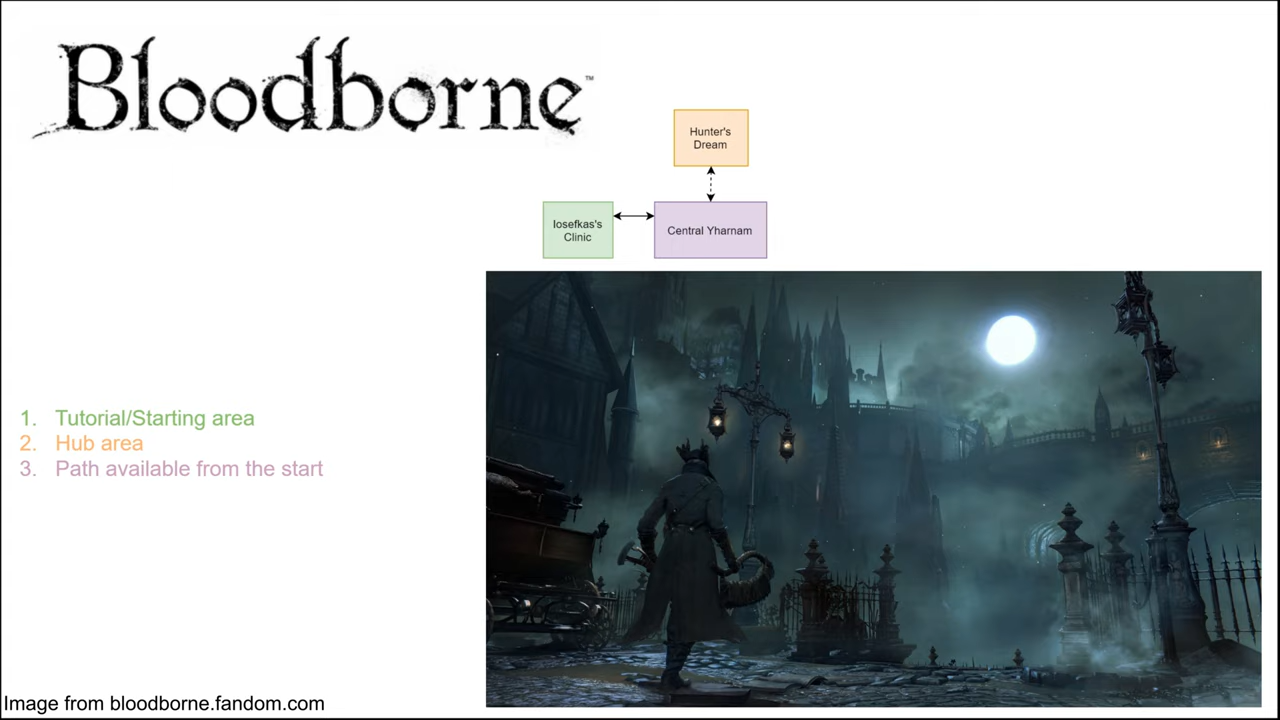 Bloodborne™
Hunter's
Dream
Iosefkas's
Clinic
Central Yharnam
1. Tutorial/Starting area
2. Hub area
3. Path available from the start
Image from bloodborne.fandom.com